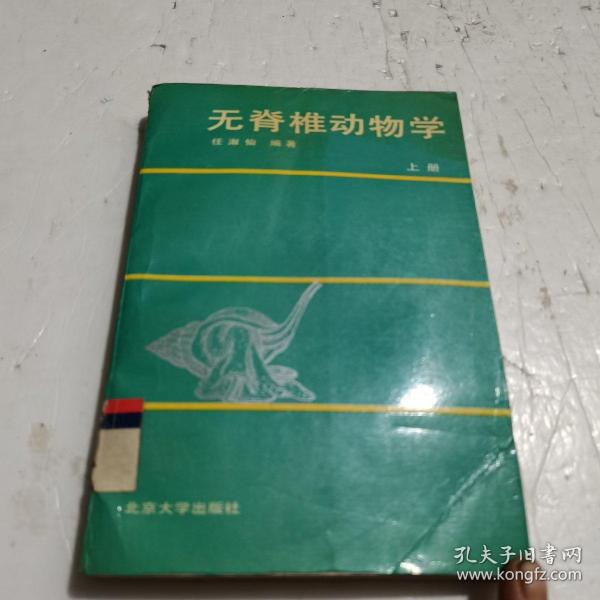 无脊椎动物学
任淑仙 编著
上册
北京大学出版社
孔夫子旧书网
www.kongfz.com